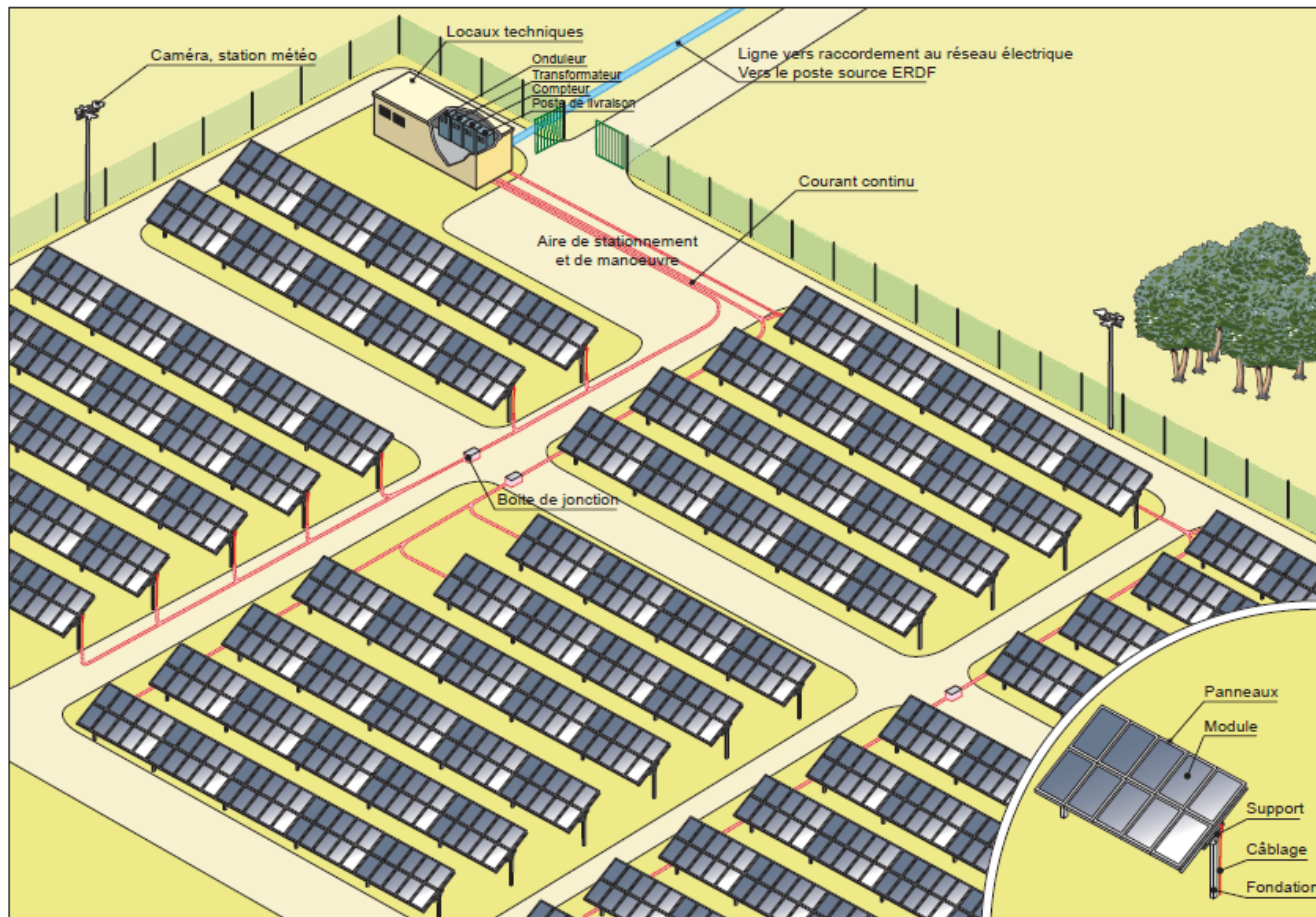 Locaux techniques
Caméra, station météo
Ligne vers raccordement au réseau électrique
Vers le poste source ERDF
Onduleur
Transformateur
Compteur
Poste de livraison
Courant continu
Aire de stationnement
et de manoeuvre
Boîte de jonction
Panneaux
Module
Support
Câblage
Fondation